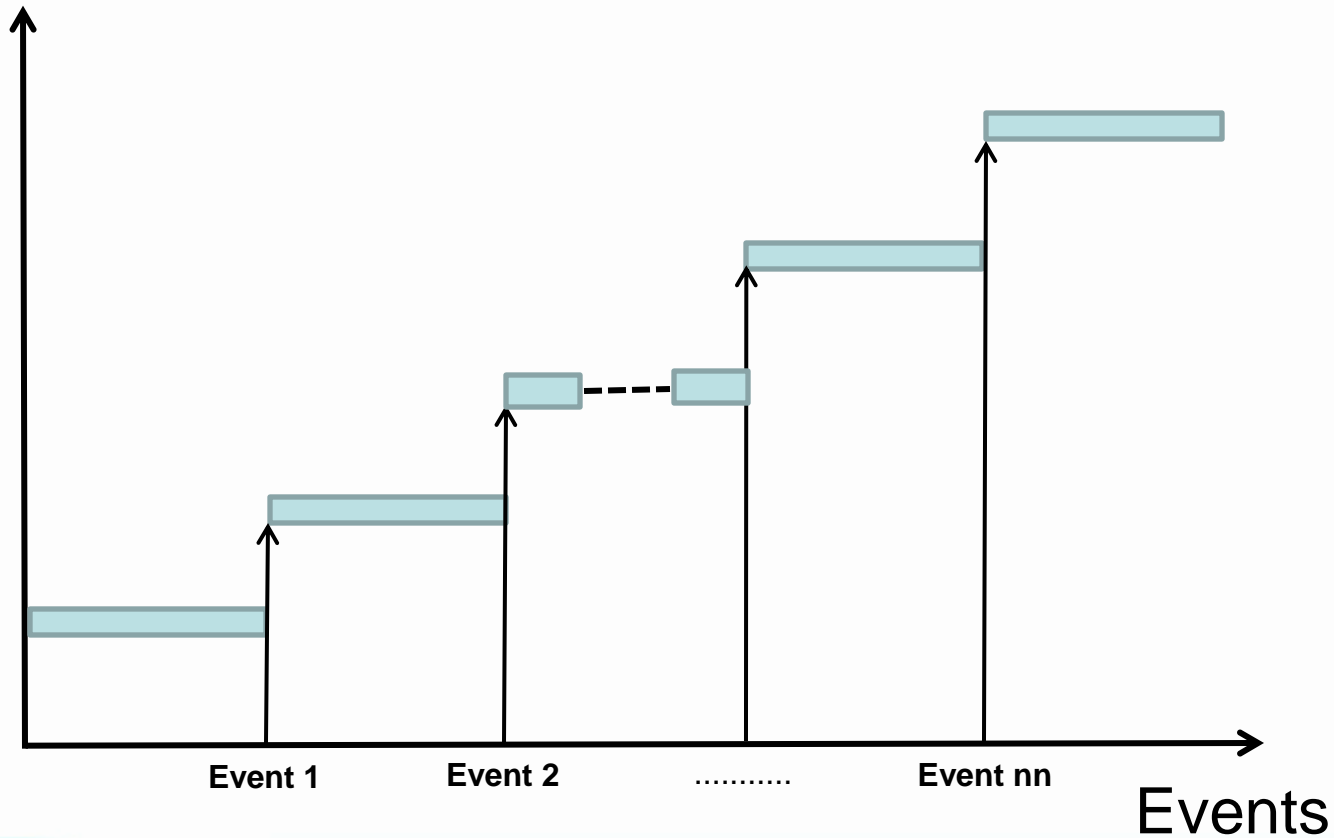 Event 1 Event 2 ........... Event nn
Events